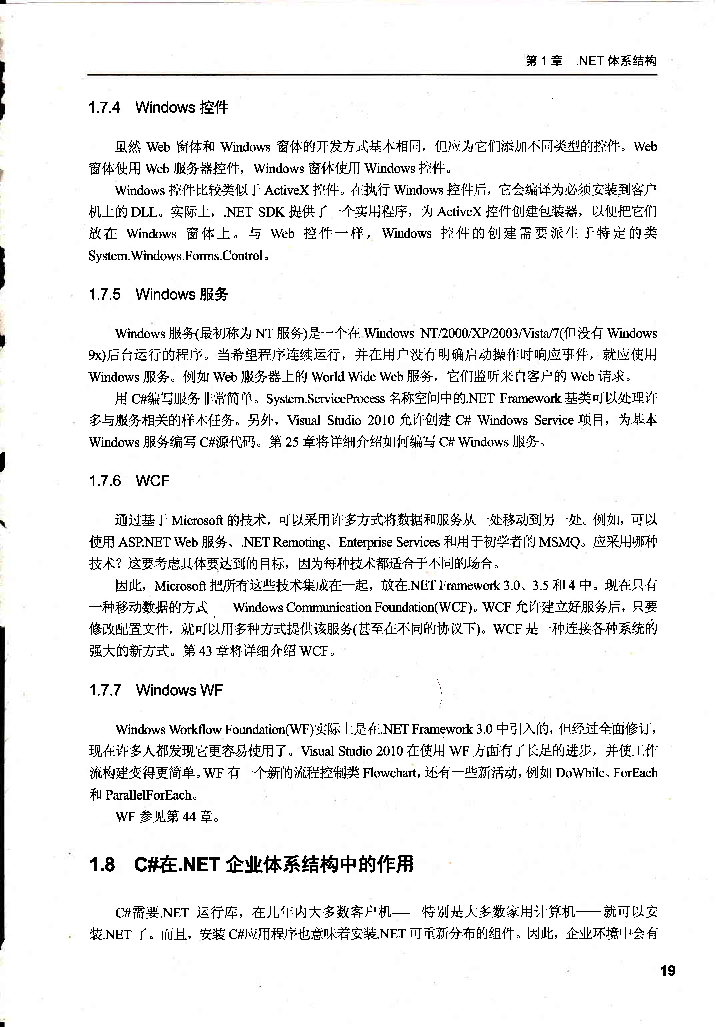 第1章 .NET体系结构
1.7.4 Windows 控件
虽然 Web 窗体和 Windows 窗体的开发方式基本相同，但应为它们添加不同类型的控件。Web
窗体使用 Web 服务器控件，Windows 窗体使用 Windows 控件。
Windows 控件比较类似于 ActiveX 控件。在执行 Windows 控件后，它会编译为必须安装到客户
机上的 DLL。实际上，.NET SDK 提供了一个实用程序，为 ActiveX 控件创建包装器，以便把它们
放在 Windows 窗体上。与 Web 控件一样，Windows 控件的创建需要派生于特定的类
System.Windows.Forms.Control。
1.7.5 Windows 服务
Windows 服务(最初称为 NT 服务)是一个在 Windows NT/2000/XP/2003/Vista/7(但没有 Windows
9x)后台运行的程序。当希望程序连续运行，并在用户没有明确启动操作时响应事件，就应使用
Windows 服务。例如 Web 服务器上的 World Wide Web 服务，它们监听来自客户的 Web 请求。
用 C#编写服务非常简单。System.ServiceProcess 名称空间中的.NET Framework 基类可以处理许
多与服务相关的样本任务。另外，Visual Studio 2010 允许创建 C# Windows Service 项目，为基本
Windows 服务编写 C#源代码。第 25 章将详细介绍如何编写 C# Windows 服务。
1.7.6 WCF
通过基于 Microsoft 的技术，可以采用许多方式将数据和服务从一处移动到另一处。例如，可以
使用 ASP.NET Web 服务、.NET Remoting、Enterprise Services 和用于初学者的 MSMQ。应采用哪种
技术？这要考虑具体要达到的目标，因为每种技术都适合于不同的场合。
因此，Microsoft 把所有这些技术集成在一起，放在.NET Framework 3.0、3.5 和 4 中。现在只有
一种移动数据的方式——Windows Communication Foundation(WCF)。WCF 允许建立好服务后，只要
修改配置文件，就可以用多种方式提供该服务(甚至在不同的协议下)。WCF 是一种连接各种系统的
强大的新方式。第 43 章将详细介绍 WCF。
1.7.7 Windows WF
Windows Workflow Foundation(WF)实际上是在.NET Framework 3.0 中引入的，但经过全面修订，
现在许多人都发现它更容易使用了。Visual Studio 2010 在使用 WF 方面有了长足的进步，并使工作
流构建变得更简单。WF 有一个新的流程控制类 Flowchart，还有一些新活动，例如 DoWhile、ForEach
和 ParallelForEach。
WF 参见第 44 章。
1.8 C#在.NET 企业体系结构中的作用
C#需要.NET 运行库，在几年内大多数客户机——特别是大多数家用计算机——就可以安
装.NET 了。而且，安装 C#应用程序也意味着安装.NET 可重新分布的组件。因此，企业环境中会有
19